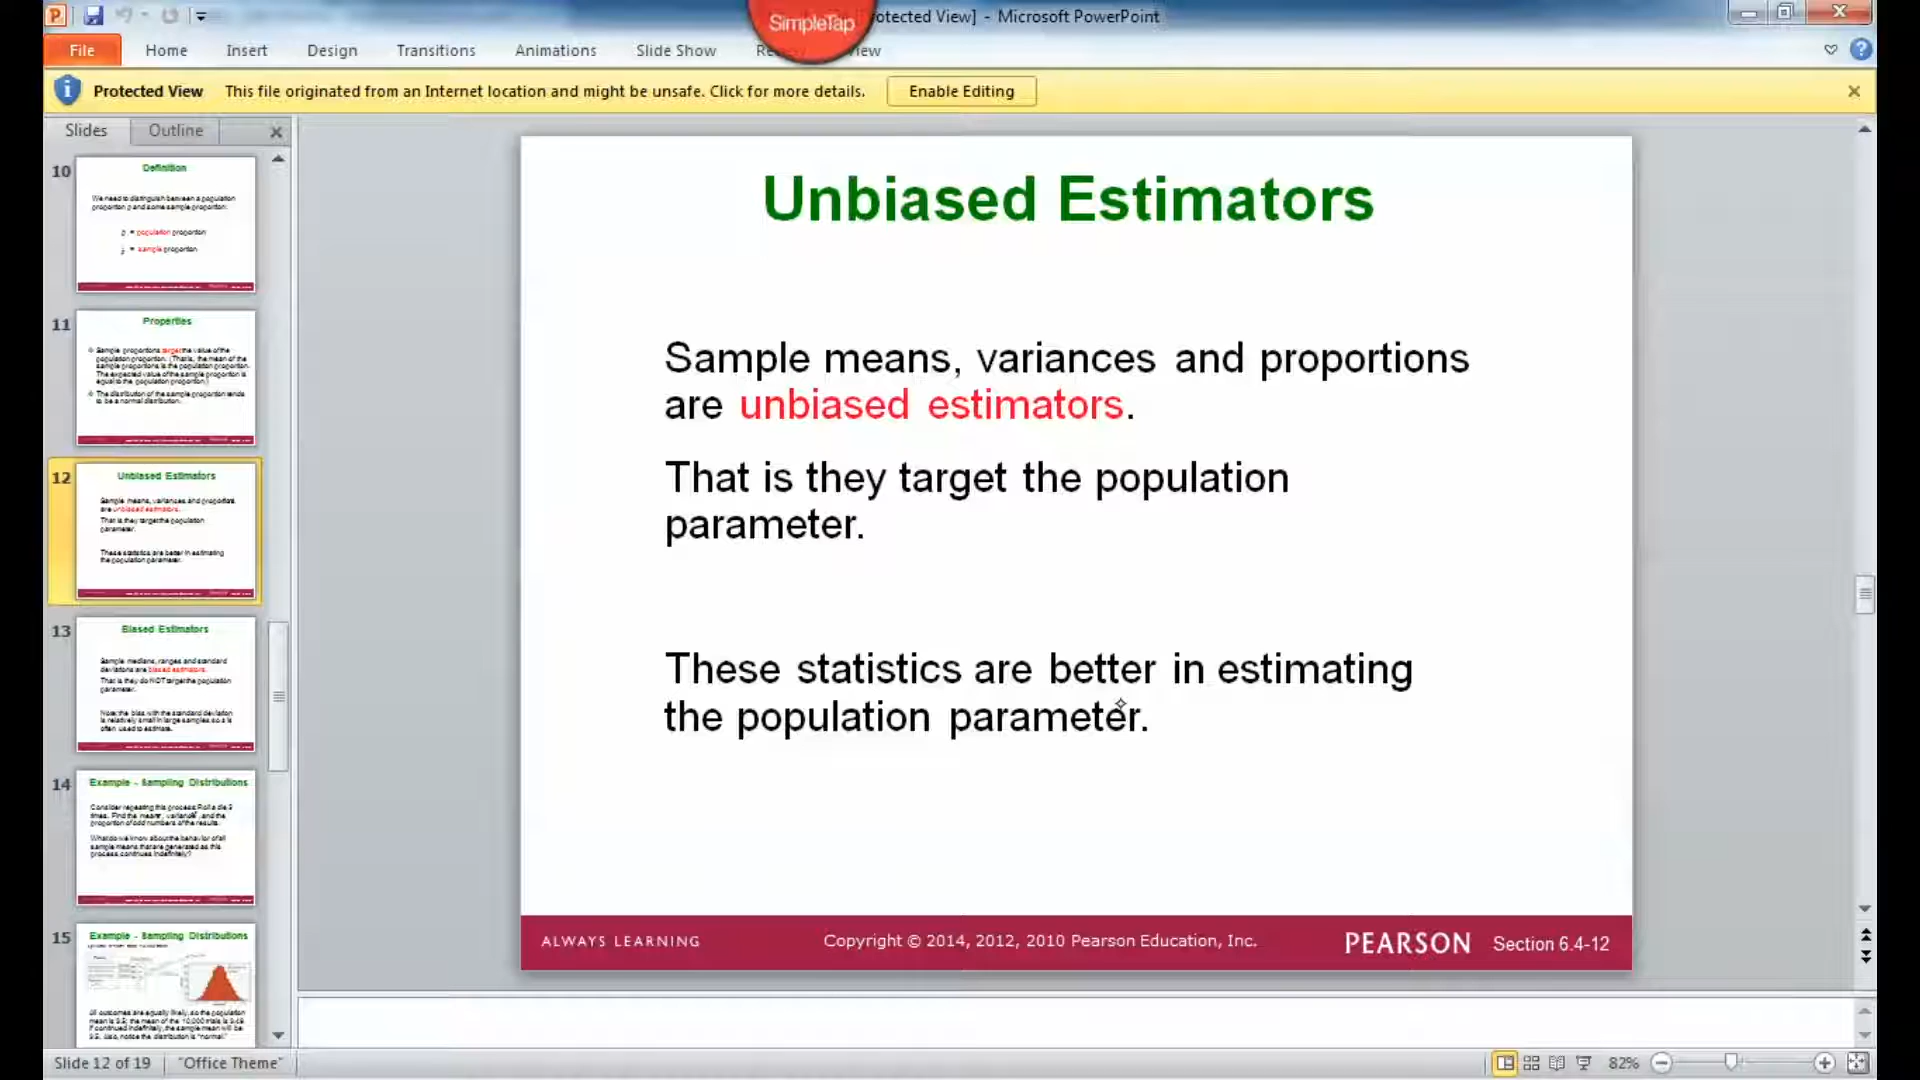 SimpleTap
[Protected View] - Microsoft PowerPoint
File Home Insert Design Transitions Animations Slide Show View
Protected View This file originated from an Internet location and might be unsafe. Click for more details. Enable Editing
Slides Outline
10
Definition
We need to distinguish between a population
proportion p and some sample proportion:
p = population proportion
= sample proportion
11
Properties
Sample proportions target the value of the
population proportion. (That is, the mean of the
sample proportions is the population proportion.
The expected value of the sample proportion is
equal to the population proportion.)
The distribution of the sample proportion tends
to be a normal distribution.
12
Unbiased Estimators
Sample means, variances and proportions
are unbiased estimators.
That is they target the population
parameter.
These statistics are better in estimating
the population parameter.
13
Biased Estimators
Sample medians, ranges and standard
deviations are biased estimators.
That is they do NOT target the population
parameter.
Note: the bias with the standard deviation
is relatively small in large samples so s is
often used to estimate.
14
Example - Sampling Distributions
Consider repeating this process: Roll a die 5
times. Find the mean , variance , and the
proportion of odd numbers of the results.
What do we know about the behavior of all
sample means that are generated as this
process continues indefinitely?
15
Example - Sampling Distributions
All outcomes are equally likely, so the population
mean is 3.5; the mean of the 10,000 trials is 3.49.
If continued indefinitely, the sample mean will be
3.5. Also, notice the distribution is "normal."
Unbiased Estimators
Sample means, variances and proportions
are unbiased estimators.
That is they target the population
parameter.
These statistics are better in estimating
the population parameter.
ALWAYS LEARNING Copyright © 2014, 2012, 2010 Pearson Education, Inc. PEARSON Section 6.4-12
Slide 12 of 19 "Office Theme" 82%